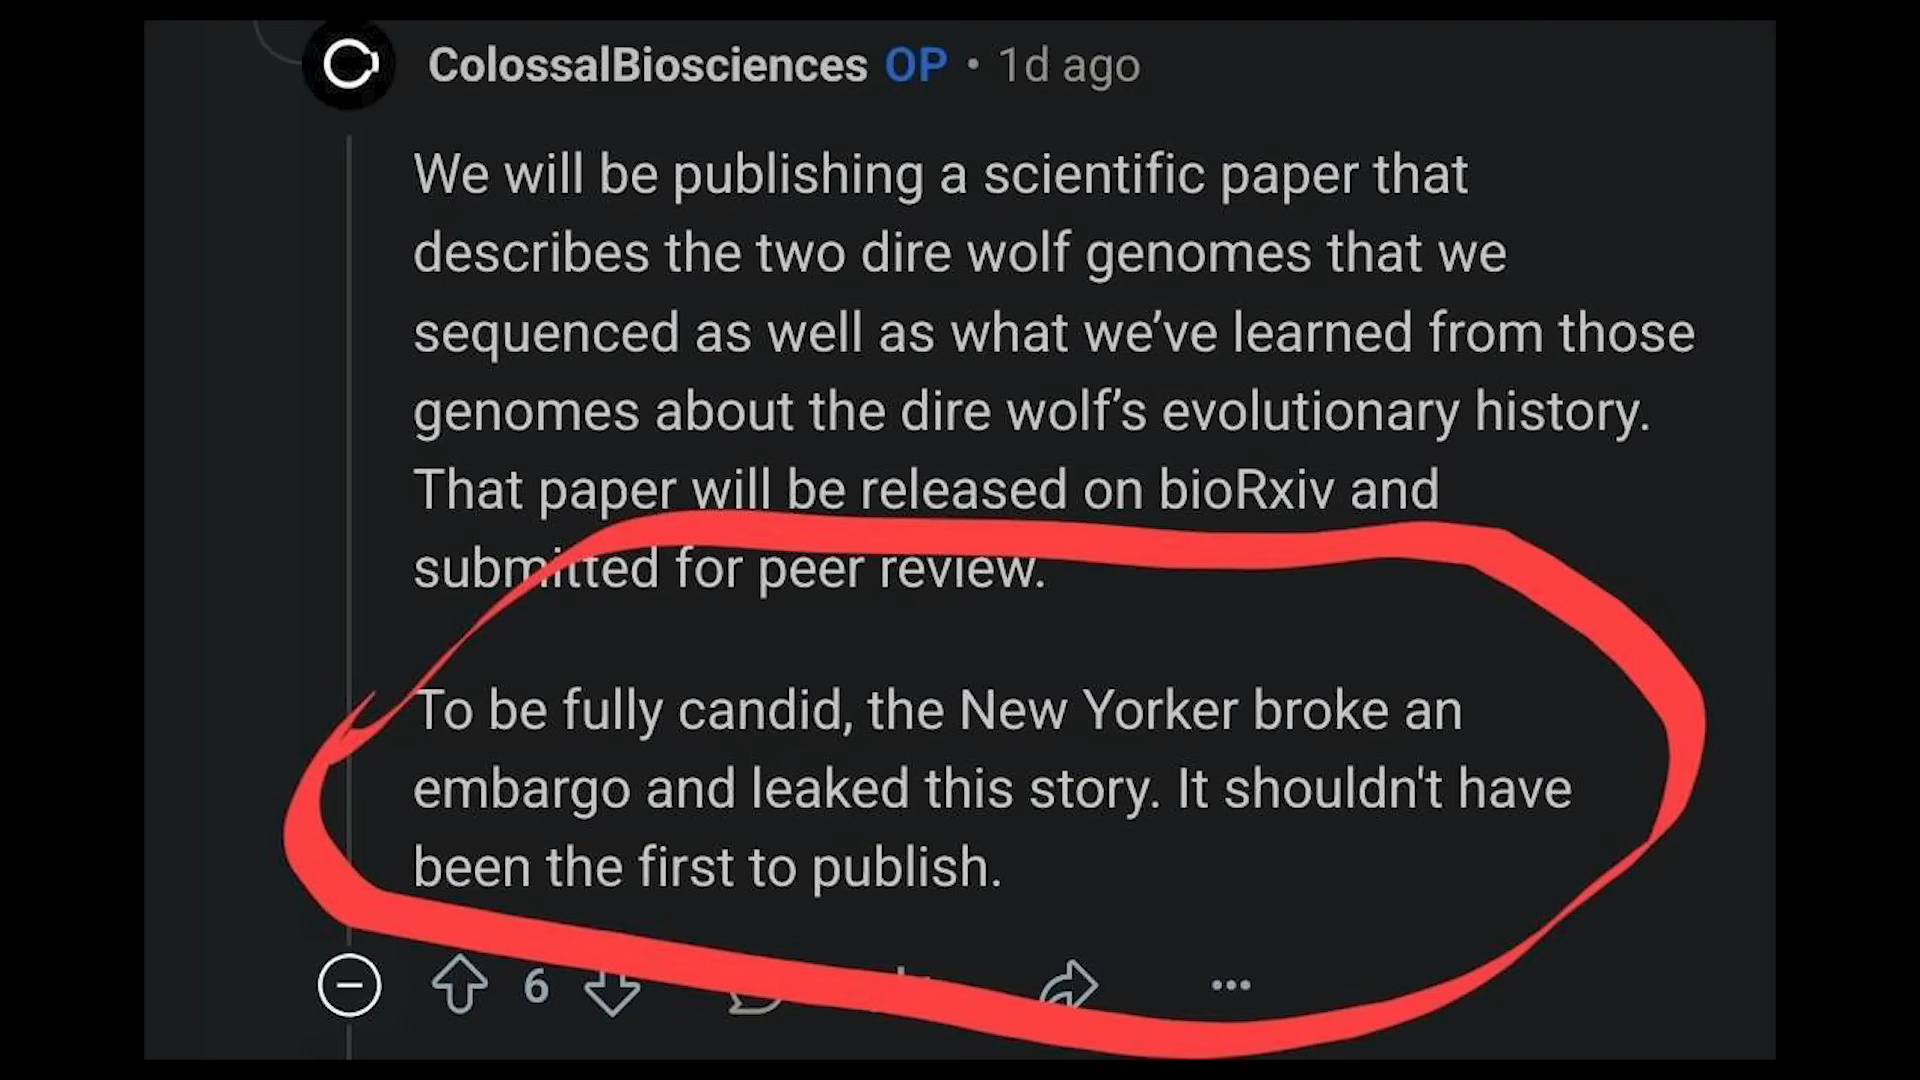 ColossalBiosciences OP • 1d ago
We will be publishing a scientific paper that
describes the two dire wolf genomes that we
sequenced as well as what we’ve learned from those
genomes about the dire wolf’s evolutionary history.
That paper will be released on bioRxiv and
submitted for peer review.
To be fully candid, the New Yorker broke an
embargo and leaked this story. It shouldn't have
been the first to publish.
6